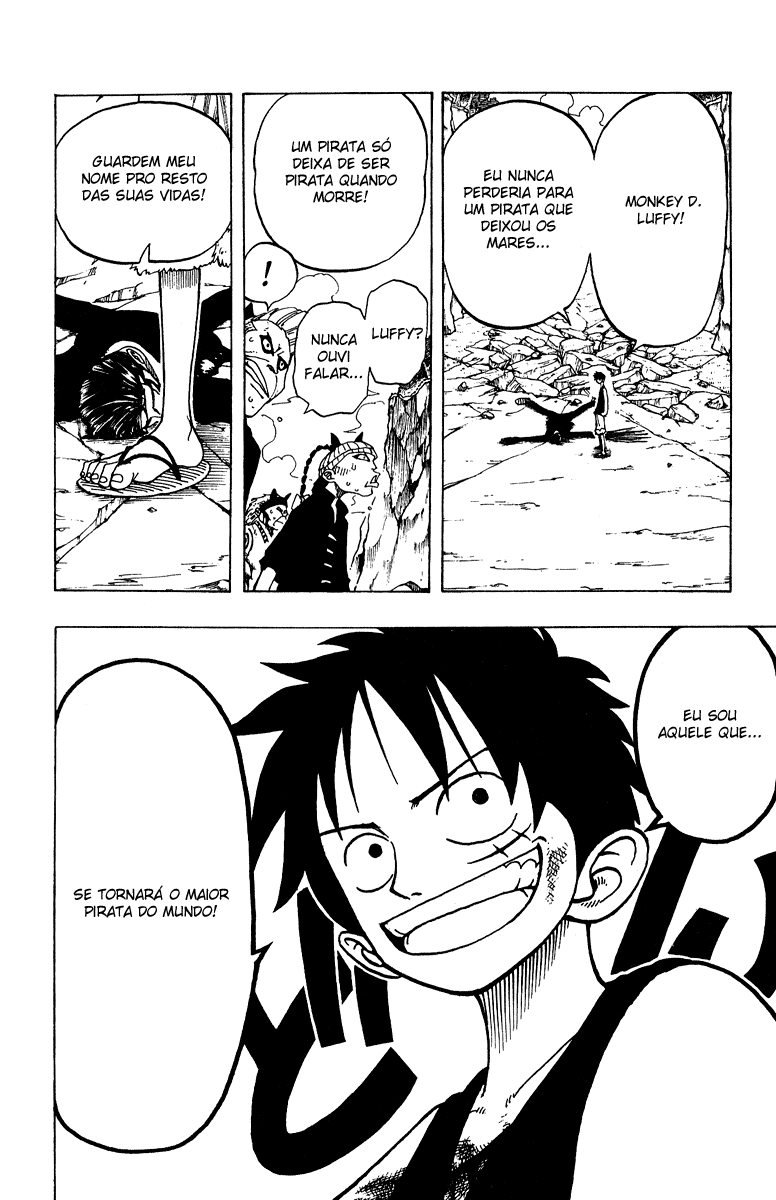 MONKEY D.
LUFFY!
EU NUNCA
PERDERIA PARA
UM PIRATA QUE
DEIXOU OS
MARES...
UM PIRATA SÓ
DEIXA DE SER
PIRATA QUANDO
MORRE!
LUFFY?
NUNCA
OUVI
FALAR...
!
GUARDEM MEU
NOME PRO RESTO
DAS SUAS VIDAS!
EU SOU
AQUELE QUE...
SE TORNARÁ O MAIOR
PIRATA DO MUNDO!